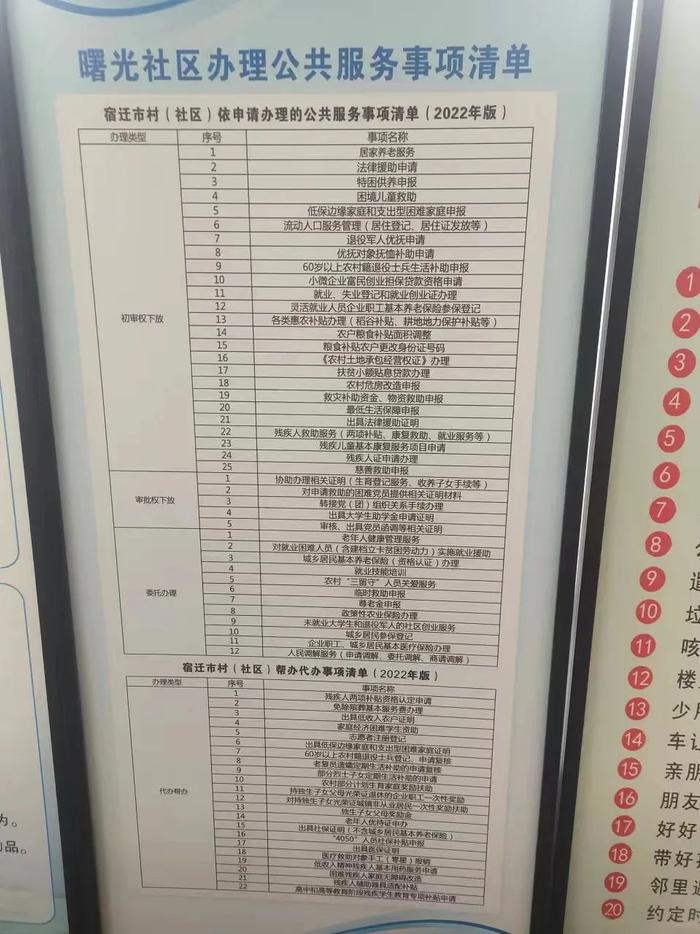 曙光社区办理公共服务事项清单
宿迁市村（社区）依申请办理的公共服务事项清单（2022年版）
办理类型 序号 事项名称
初审权下放
1 居家养老服务
2 法律援助申请
3 特困供养申报
4 困境儿童救助
5 低保边缘家庭和支出型困难家庭申报
6 流动人口服务管理（居住登记、居住证发放等）
7 退役军人优抚申请
8 优抚对象抚恤补助申请
9 60岁以上农村籍退役士兵生活补助申报
10 小微企业富民创业担保贷款资格申请
11 就业、失业登记和就业创业证办理
12 灵活就业人员企业职工基本养老保险参保登记
13 各类惠农补贴办理（稻谷补贴、耕地地力保护补贴等）
14 农户粮食补贴面积调整
15 粮食补贴农户更改身份证号码
16 《农村土地承包经营权证》办理
17 扶贫小额贴息贷款办理
18 农村危房改造申报
19 救灾补助资金、物资救助申报
20 最低生活保障申报
21 出具法律援助证明
22 残疾人救助服务（两项补贴、康复救助、就业服务等）
23 残疾儿童基本康复服务项目申请
24 残疾人证申请办理
25 慈善救助申报
审批权下放
1 协助办理相关证明（生育登记服务、收养子女手续等）
2 对申请救助的困难党员提供相关证明材料
3 转接党（团）组织关系手续办理
4 出具大学生助学金申请证明
5 审核、出具党员函调等相关证明
委托办理
1 老年人健康管理服务
2 对就业困难人员（含建档立卡贫困劳动力）实施就业援助
3 城乡居民基本养老保险（资格认证）办理
4 就业技能培训
5 农村“三留守”人员关爱服务
6 临时救助申报
7 尊老金申报
8 政策性农业保险办理
9 未就业大学生和退役军人的社区创业服务
10 城乡居民参保登记
11 企业职工、城乡居民基本医疗保险办理
12 人民调解服务（申请调解、委托调解、商请调解）
宿迁市村（社区）帮办代办事项清单（2022年版）
办理类型 序号 事项名称
代办帮办
1 残疾人两项补贴资格认定申请
2 免除殡葬基本服务费办理
3 出具低收入农户证明
4 家庭经济困难学生资助
5 志愿者注册登记
6 出具低保边缘家庭和支出型困难家庭证明
7 60岁以上农村籍退役士兵登记、申请复核
8 老复员遗孀定期生活补助的申请复核
9 部分烈士子女定期生活补助的申请
10 农村部分计划生育家庭奖励扶助
11 持独生子女父母光荣证退休的企业职工一次性奖励
12 对持独生子女光荣证城镇非从业居民一次性奖励扶助
13 独生子女父母奖励金
14 老年人优待证申办
15 出具社保证明（不含城乡居民基本养老保险）
16 “4050”人员社保补贴申报
17 出具医保证明
18 医疗救助对象手工（零星）报销
19 低收入精神残疾人基本用药服务申请
20 困难残疾人家庭无障碍改造
21 残疾人辅助器具适配补贴
22 高中和高等教育阶段残疾学生教育专项补贴申请
为。
品。
1
2
3
4
5
6
7
8
9
10
11
12 楼
13 少
14 车让
15 亲朋
16 朋友
17 好好
18 带好
19 邻里
20 约定时